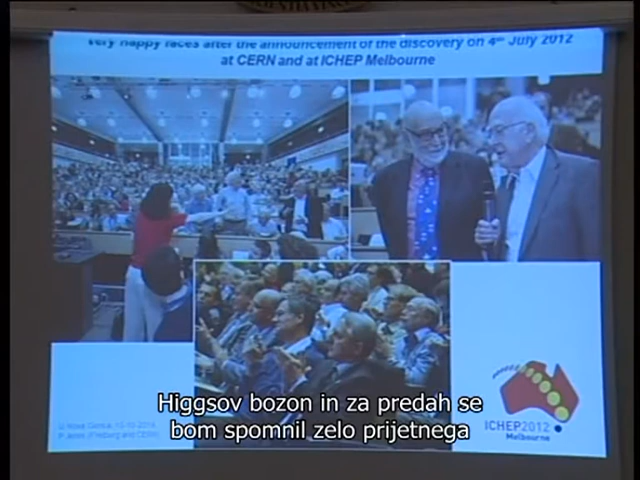 very happy faces after the announcement of the discovery on 4th July 2012
at CERN and at ICHEP Melbourne
ICHEP2012
Melbourne
Higgsov bozon in za predah se
bom spomnil zelo prijetnega